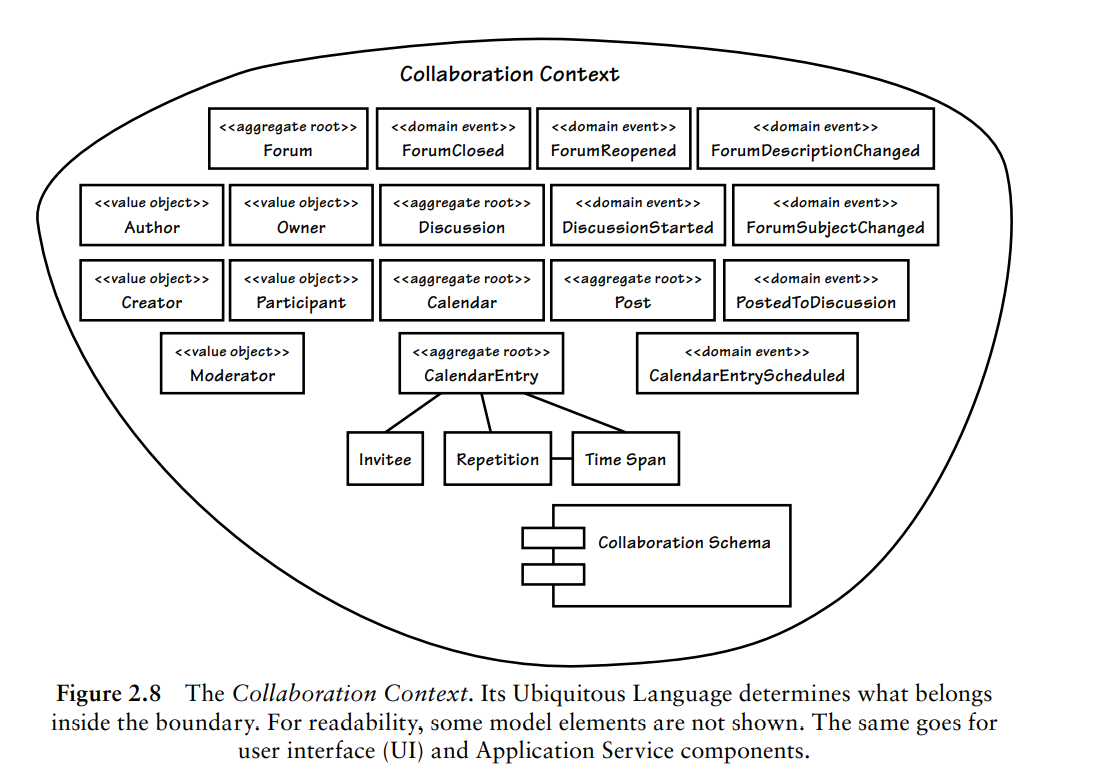 Collaboration Context
<<aggregate root>> <<domain event>> <<domain event>> <<domain event>>
Forum ForumClosed ForumReopened ForumDescriptionChanged
<<value object>> <<value object>> <<aggregate root>> <<domain event>> <<domain event>>
Author Owner Discussion DiscussionStarted ForumSubjectChanged
<<value object>> <<value object>> <<aggregate root>> <<aggregate root>> <<domain event>>
Creator Participant Calendar Post PostedToDiscussion
<<value object>> <<aggregate root>> <<domain event>>
Moderator CalendarEntry CalendarEntryScheduled
Invitee Repetition Time Span
Collaboration Schema
Figure 2.8 The Collaboration Context. Its Ubiquitous Language determines what belongs
inside the boundary. For readability, some model elements are not shown. The same goes for
user interface (UI) and Application Service components.